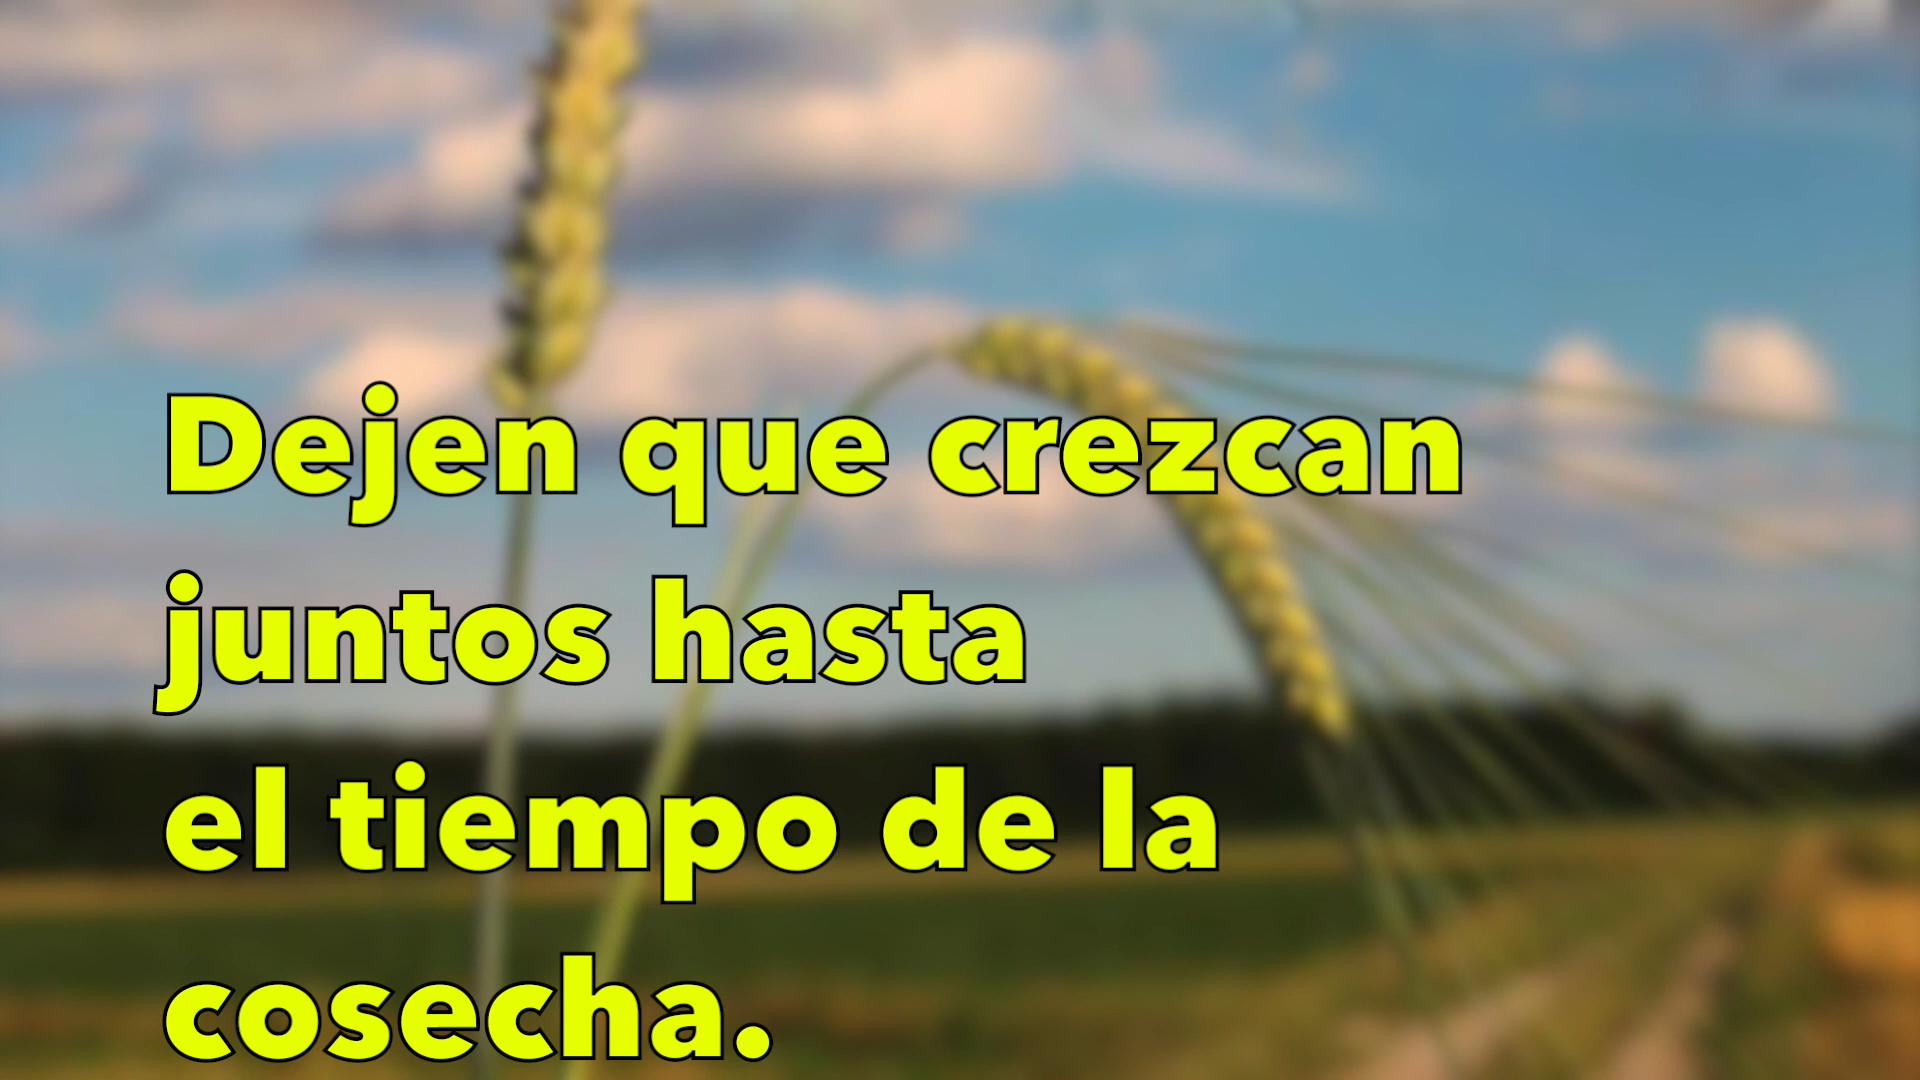 Dejen que crezcan
juntos hasta
el tiempo de la
cosecha.